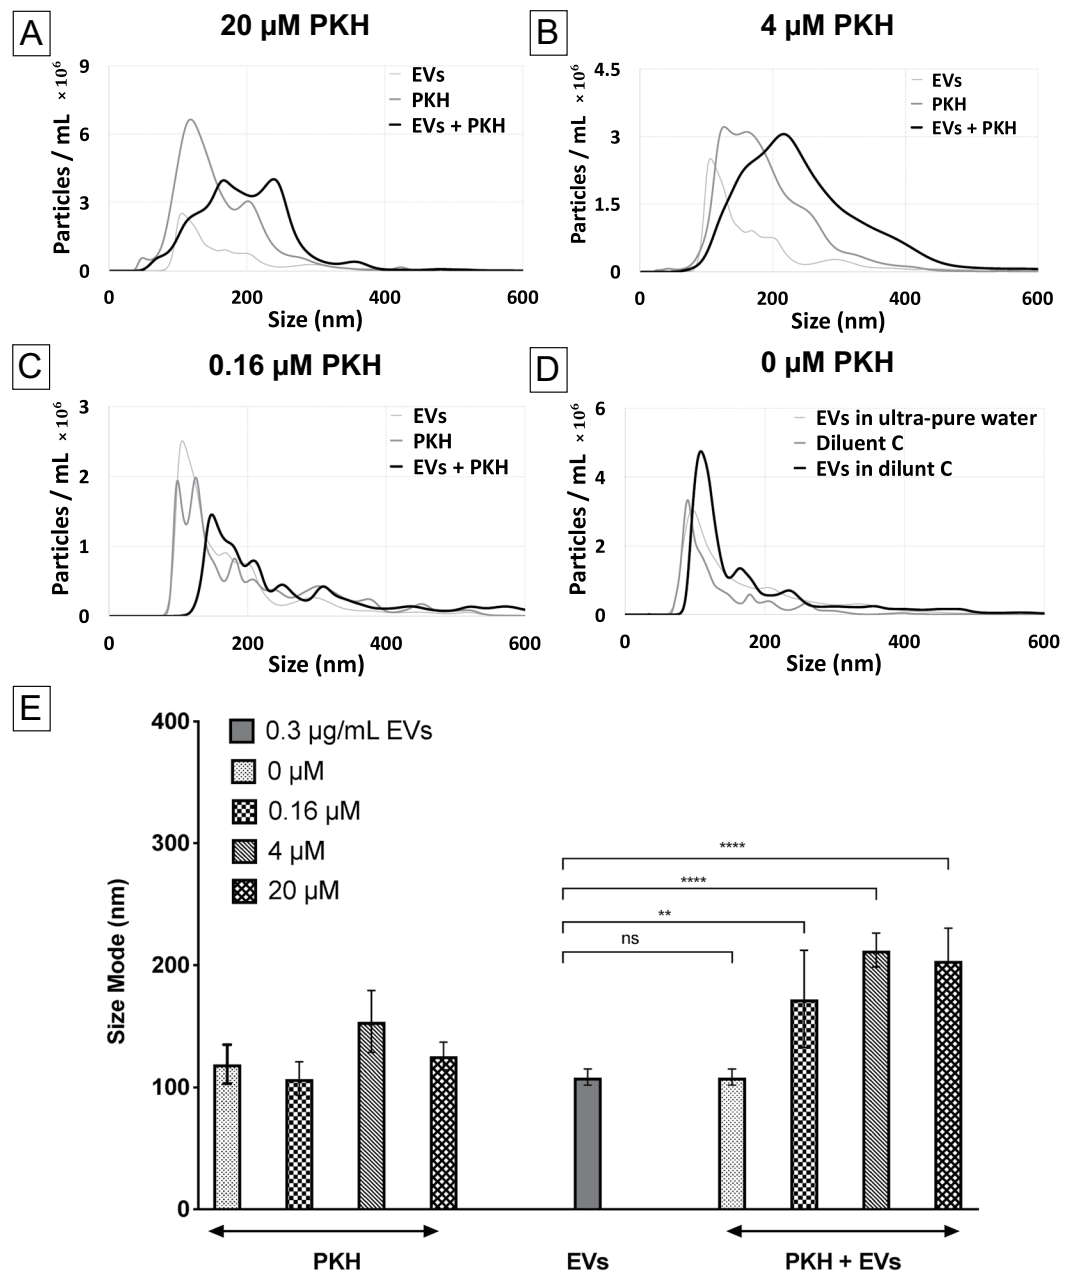 A
20 µM PKH
Particles / mL × 10⁶
9
6
3
0
EVs
PKH
EVs + PKH
0 200 400 600
Size (nm)
B
4 µM PKH
Particles / mL × 10⁶
4.5
3
1.5
0
EVs
PKH
EVs + PKH
0 200 400 600
Size (nm)
C
0.16 µM PKH
Particles / mL × 10⁶
3
2
1
0
EVs
PKH
EVs + PKH
0 200 400 600
Size (nm)
D
0 µM PKH
Particles / mL × 10⁶
6
4
2
0
EVs in ultra-pure water
Diluent C
EVs in dilunt C
0 200 400 600
Size (nm)
E
Size Mode (nm)
400
300
200
100
0
0.3 µg/mL EVs
0 µM
0.16 µM
4 µM
20 µM
****
****
**
ns
PKH EVs PKH + EVs